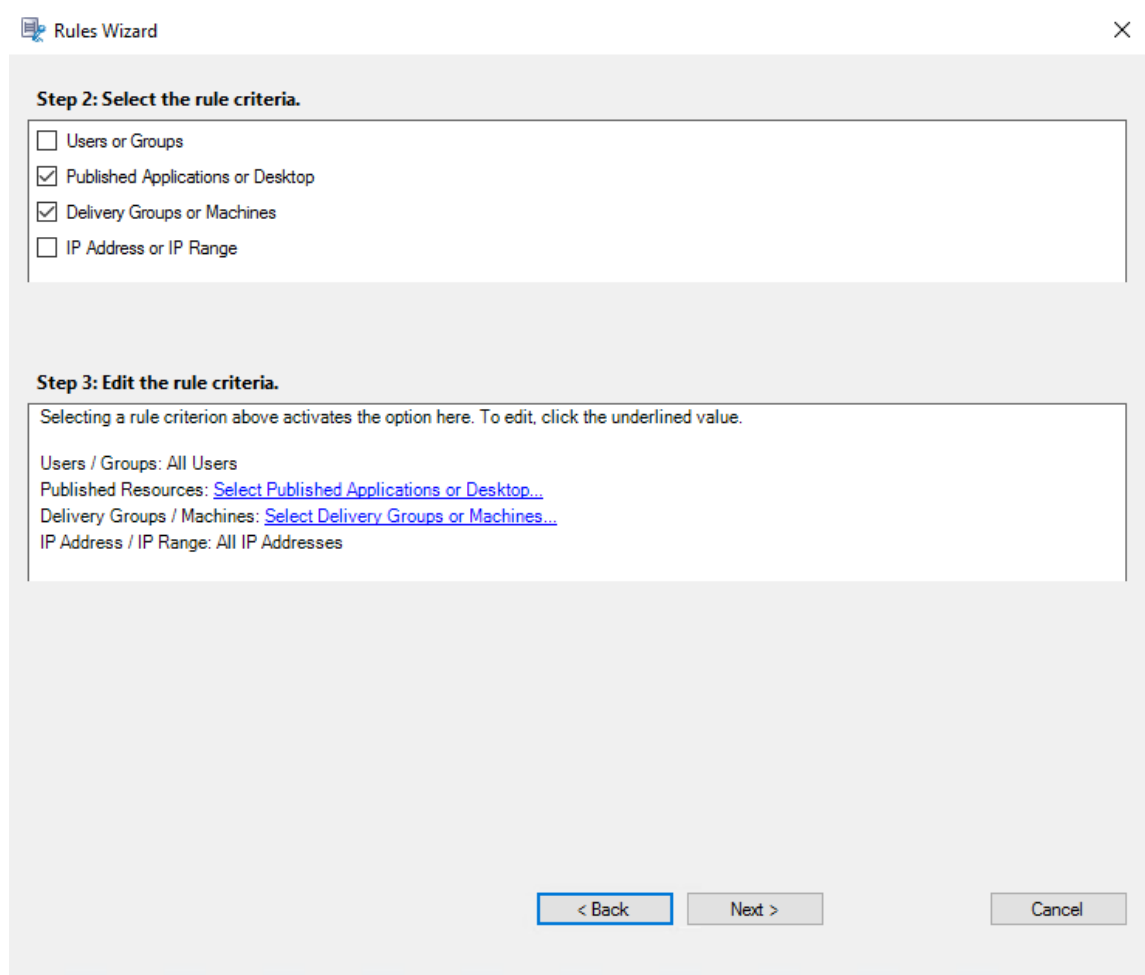 Rules Wizard
Step 2: Select the rule criteria.
Users or Groups
Published Applications or Desktop
Delivery Groups or Machines
IP Address or IP Range
Step 3: Edit the rule criteria.
Selecting a rule criterion above activates the option here. To edit, click the underlined value.
Users / Groups: All Users
Published Resources: Select Published Applications or Desktop...
Delivery Groups / Machines: Select Delivery Groups or Machines...
IP Address / IP Range: All IP Addresses
< Back Next > Cancel